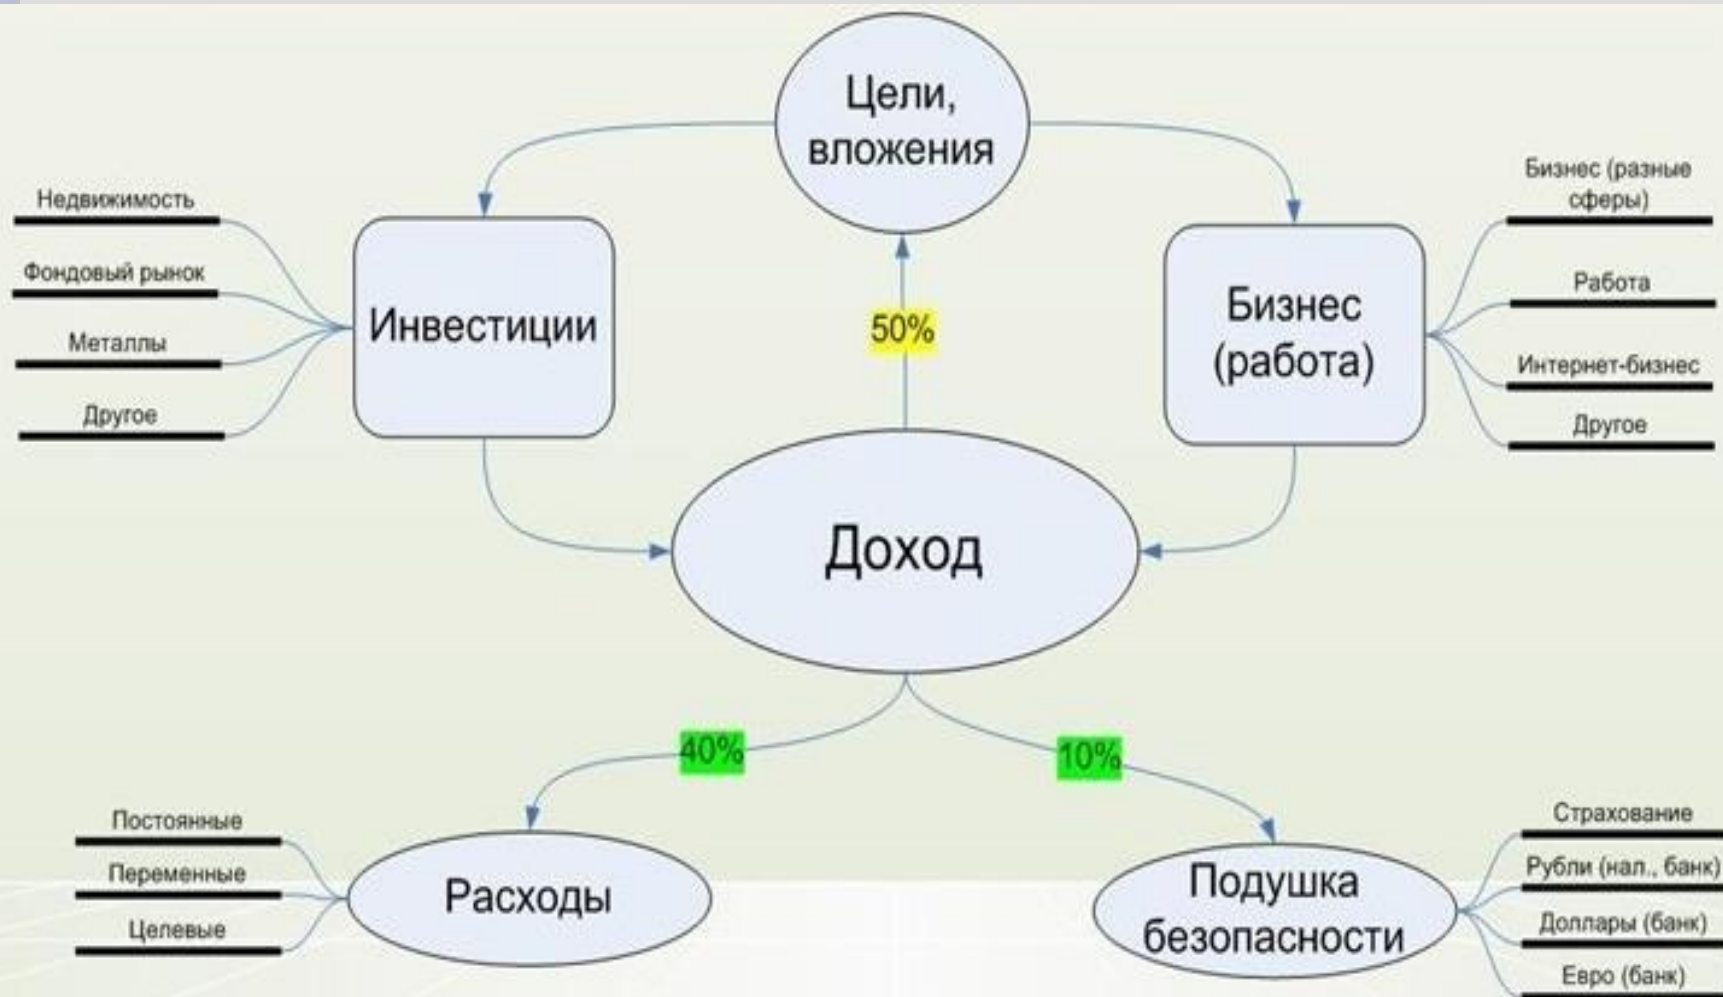 Цели,
вложения
Недвижимость
Фондовый рынок
Металлы
Другое
Инвестиции
50%
Бизнес
(работа)
Бизнес (разные
сферы)
Работа
Интернет-бизнес
Другое
Доход
40%
10%
Постоянные
Переменные
Целевые
Расходы
Подушка
безопасности
Страхование
Рубли (нал., банк)
Доллары (банк)
Евро (банк)